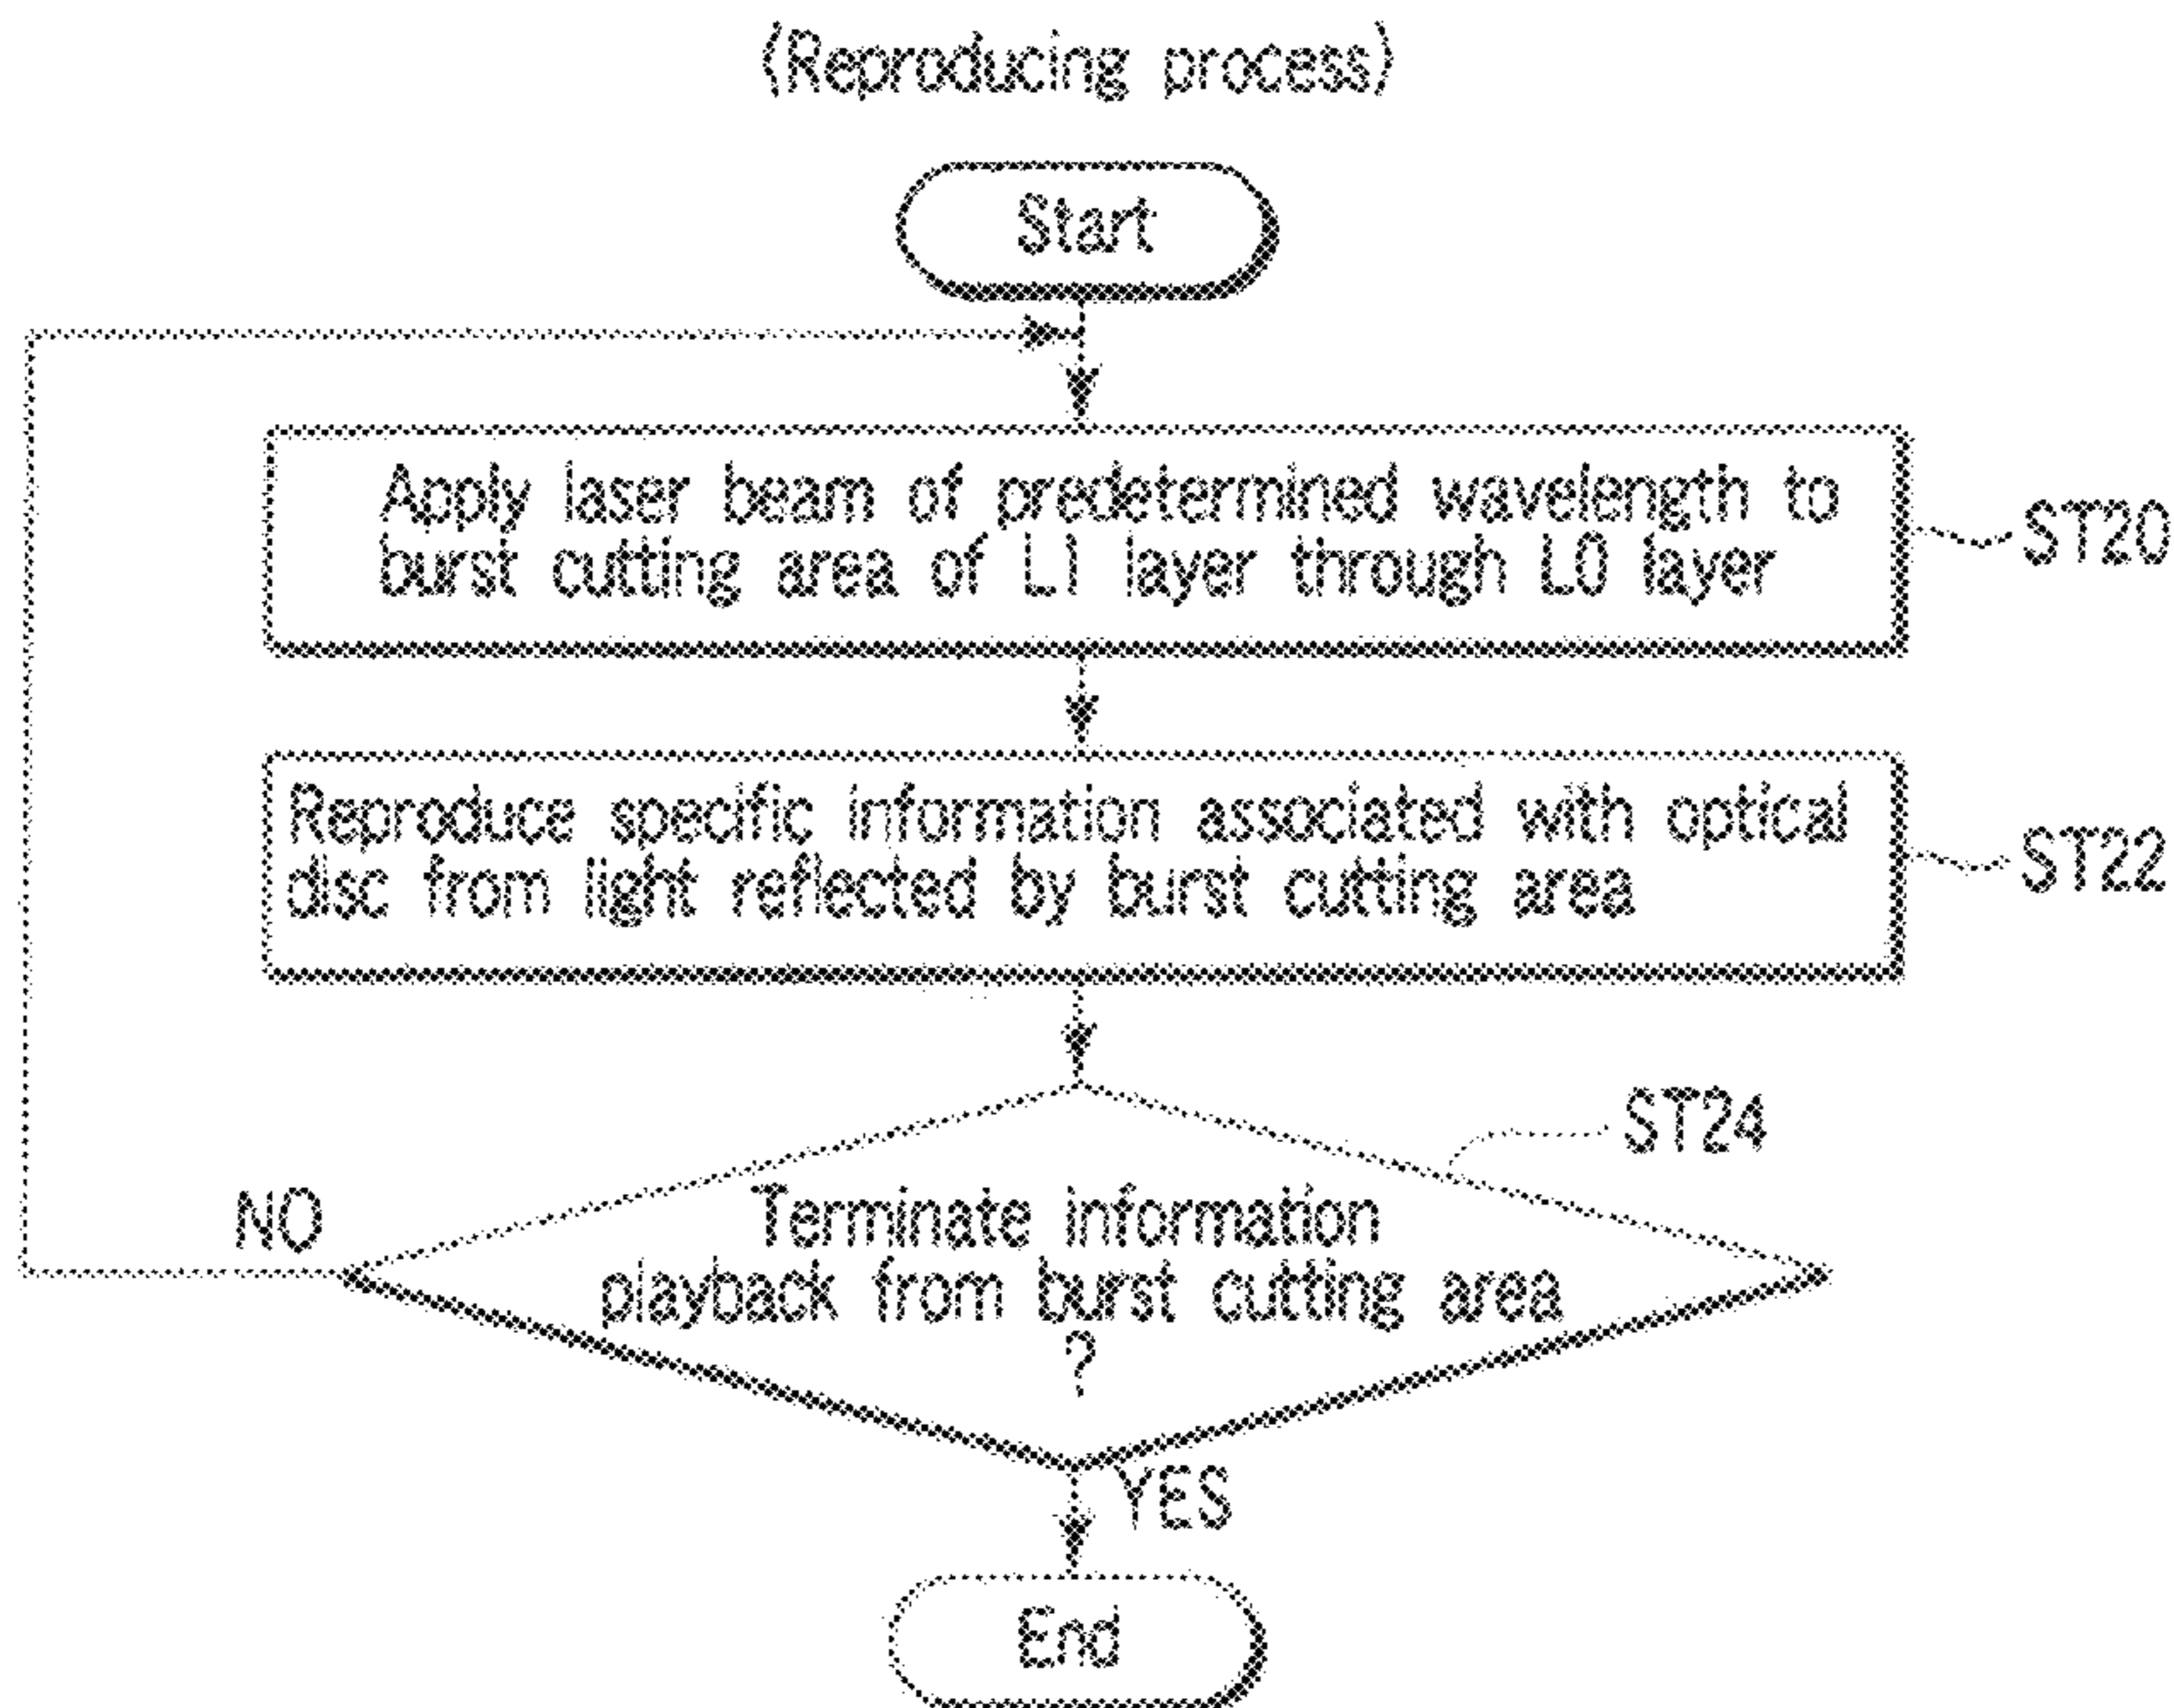 (Reproducing process)
Start
Apply laser beam of predetermined wavelength to
burst cutting area of L1 layer through L0 layer
ST20
Reproduce specific information associated with optical
disc from light reflected by burst cutting area
ST22
ST24
NO
Terminate information
playback from burst cutting area
?
YES
End